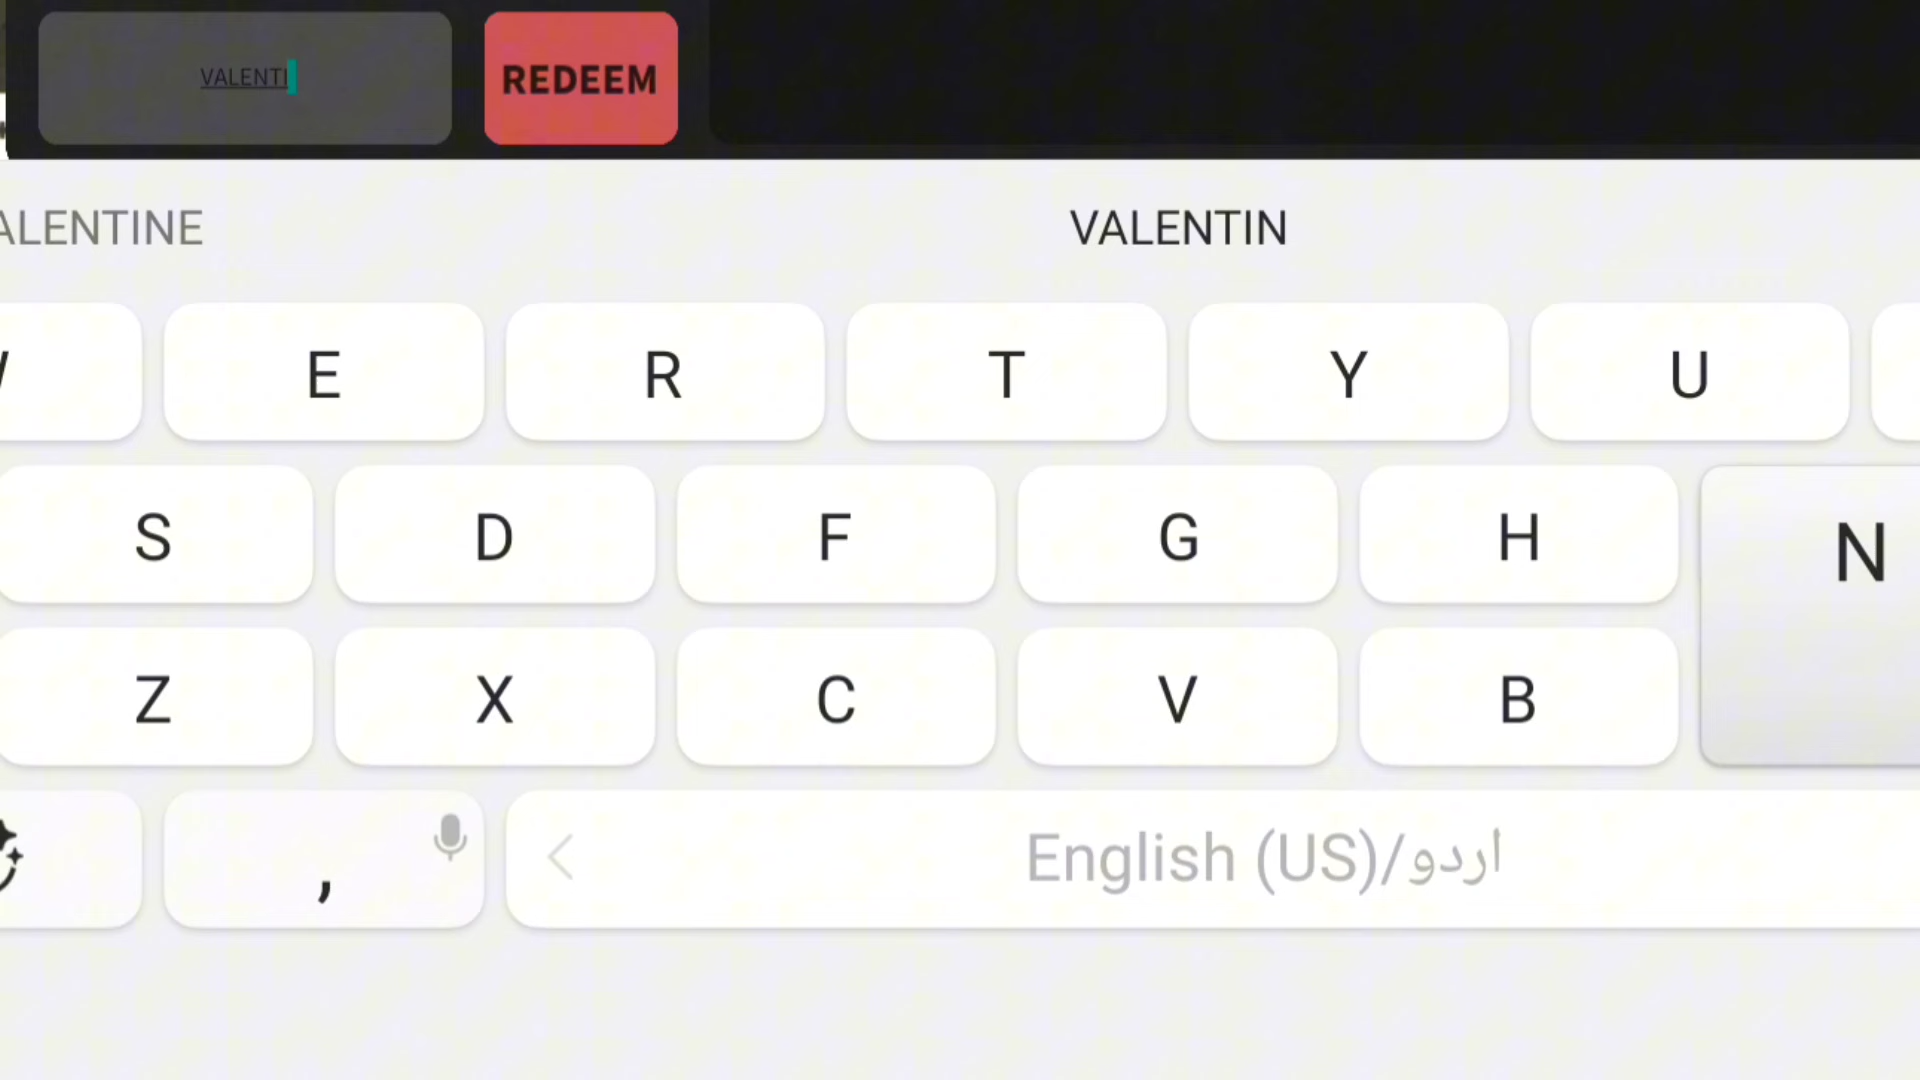 VALENTI
REDEEM
ALENTINE
VALENTIN
E R T Y U
S D F G H
N
Z X C V B
, English (US)/اردو